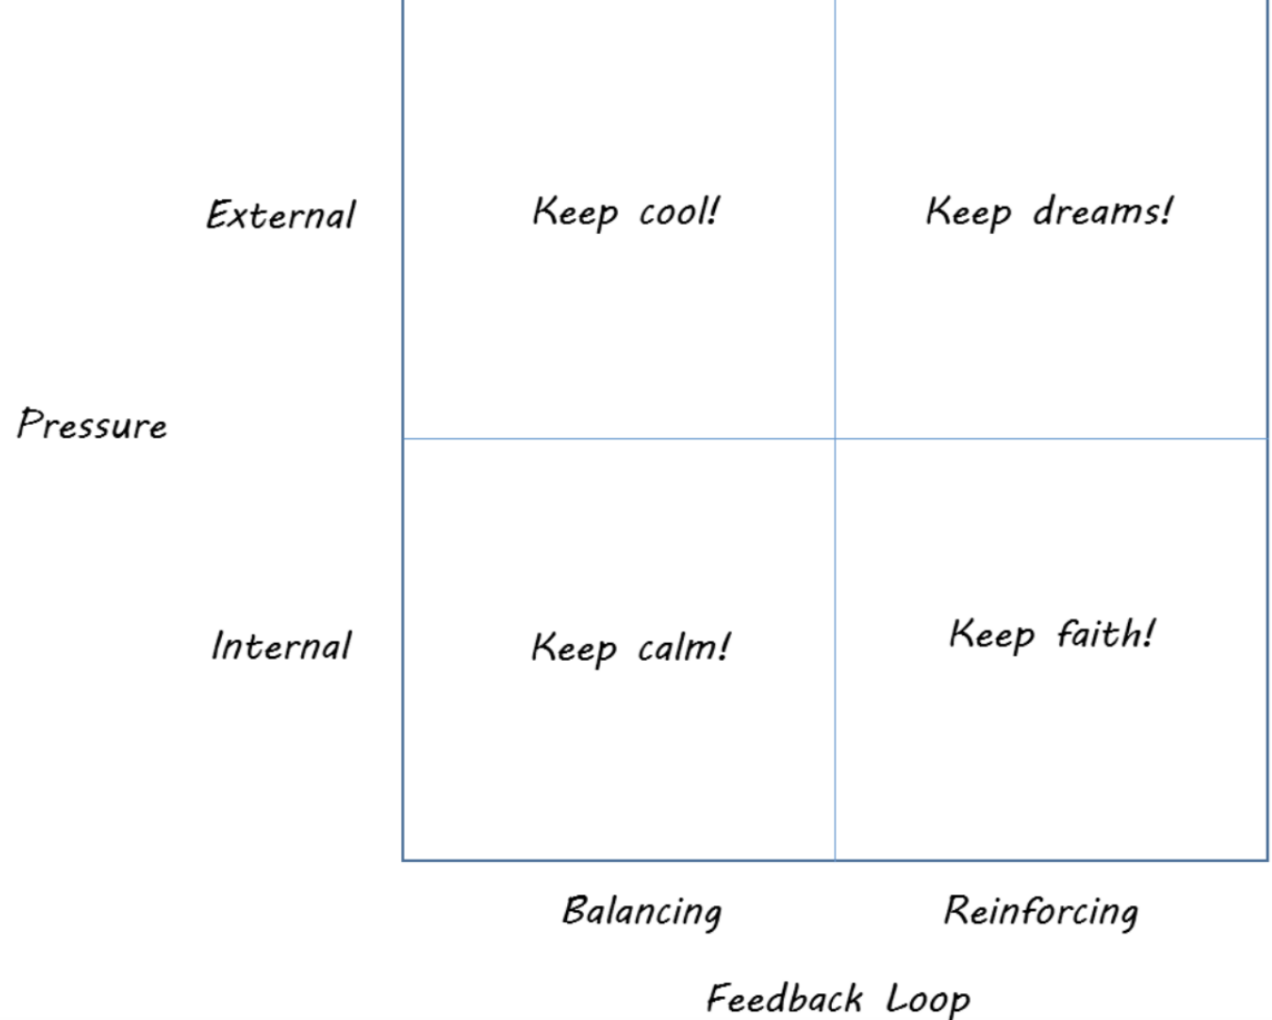 External
Keep cool!
Keep dreams!
Pressure
Internal
Keep calm!
Keep faith!
Balancing
Reinforcing
Feedback Loop